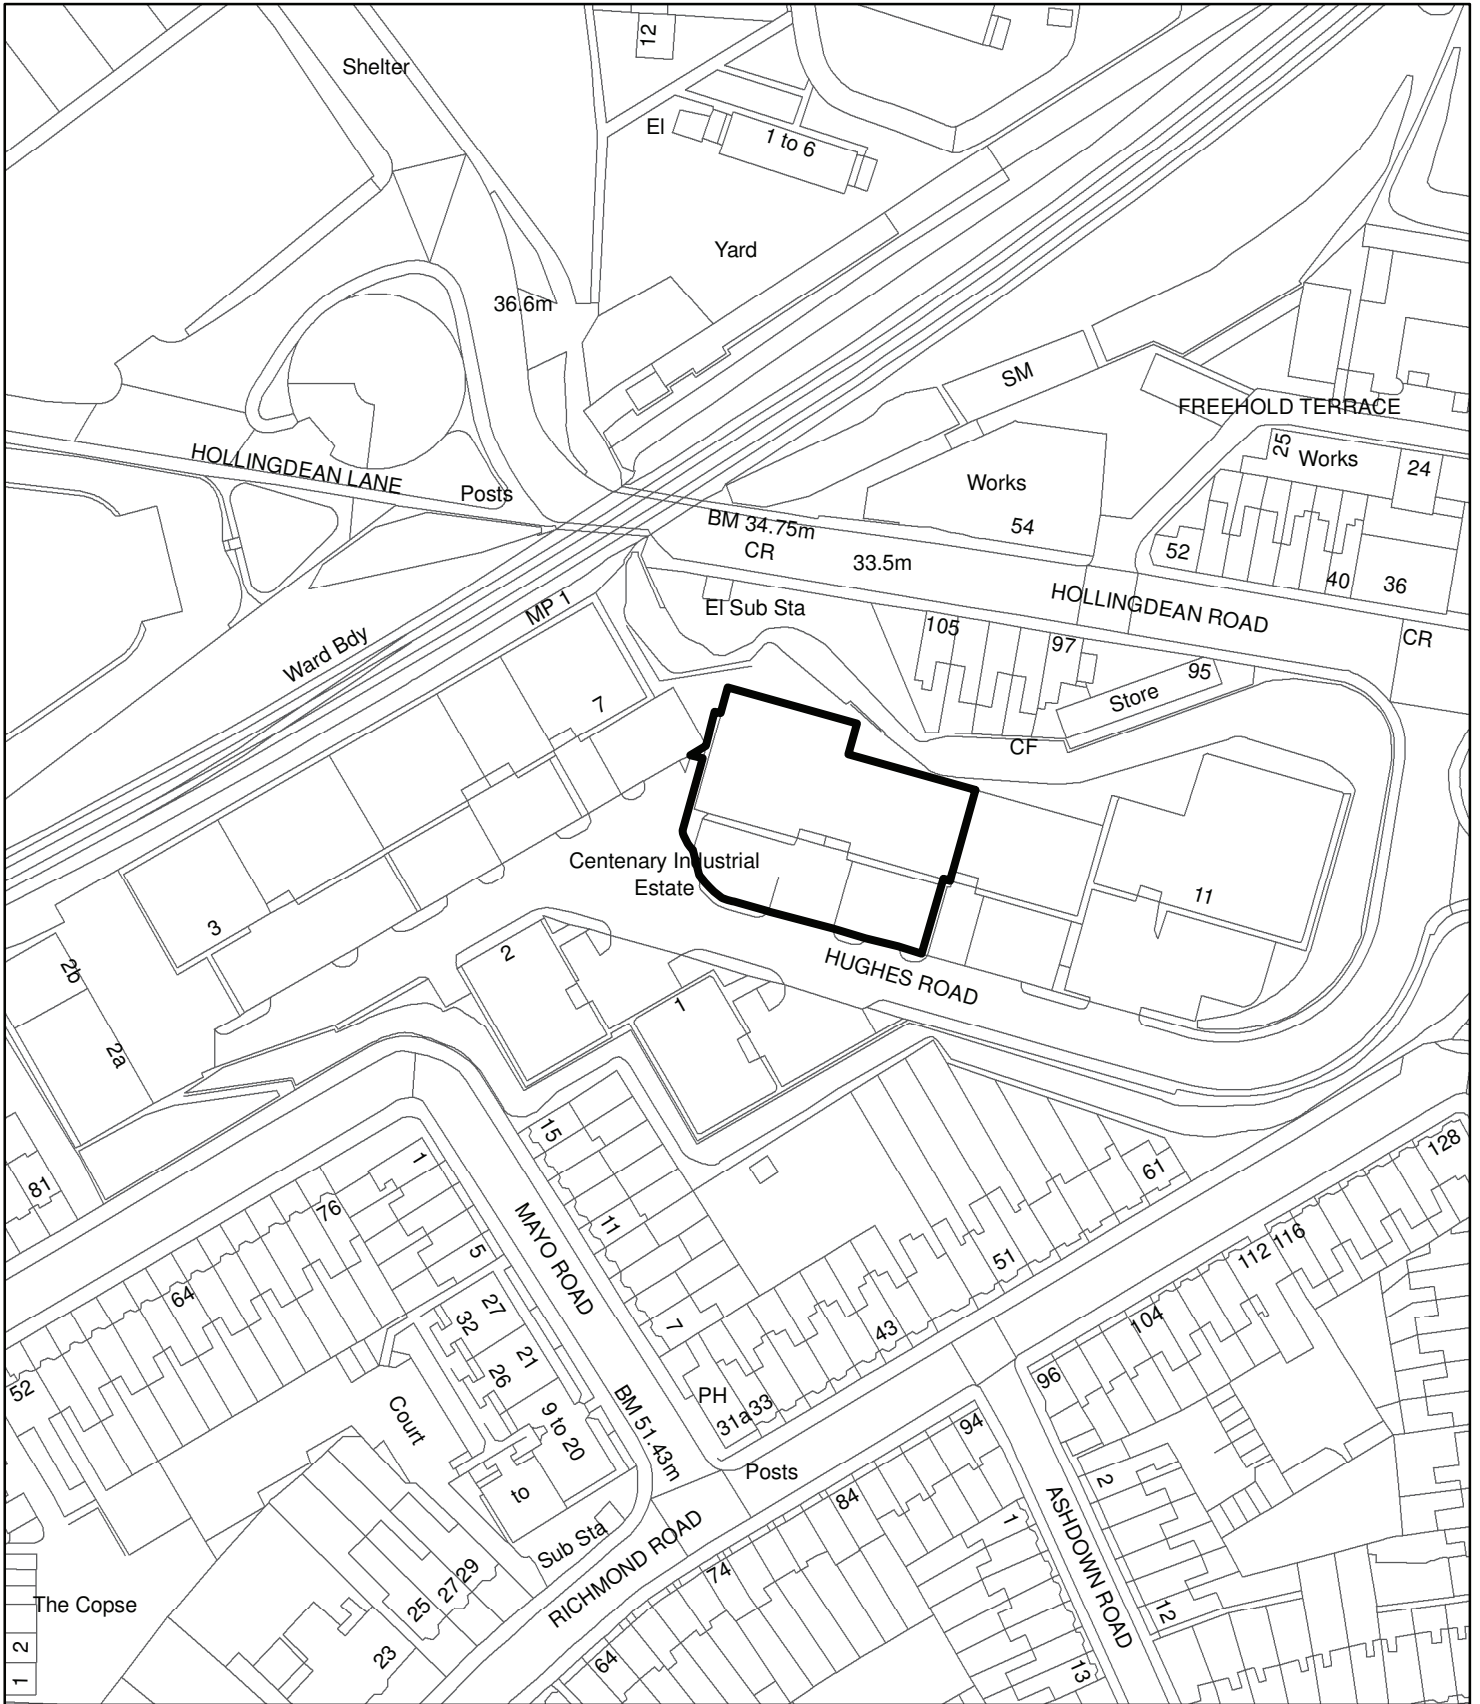 12
Shelter
El
1 to 6
Yard
36.6m
SM
FREEHOLD TERRACE
25
Works
24
HOLLINGDEAN LANE
Posts
Works
BM 34.75m
54
CR
33.5m
52
40
36
MP 1
El Sub Sta
HOLLINGDEAN ROAD
105
97
CR
Ward Bdy
95
Store
7
CF
Centenary Industrial
Estate
11
3
2
HUGHES ROAD
2b
1
2a
15
128
1
61
81
76
MAYO ROAD
11
5
51
112
116
64
27
32
7
43
104
21
26
52
96
PH
31a
33
BM 51.43m
9 to 20
Court
94
Posts
2
to
84
1
Sub Sta
RICHMOND ROAD
ASHDOWN ROAD
74
29
27
25
The Copse
12
2
23
64
1
13